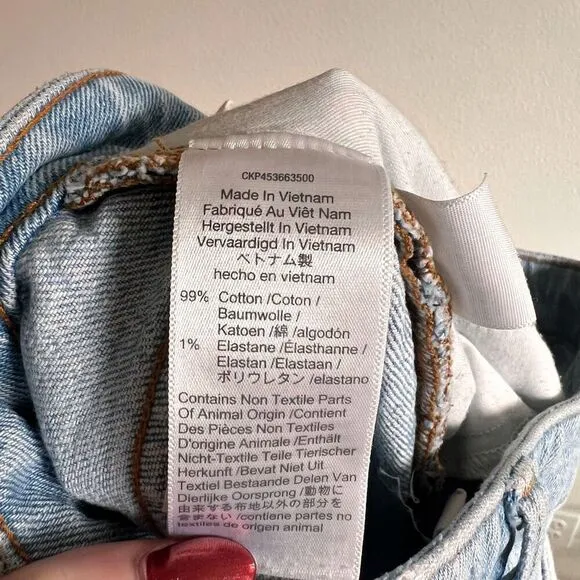 CKP453663500
Made In Vietnam
Fabriqué Au Viêt Nam
Hergestellt In Vietnam
Vervaardigd In Vietnam
ベトナム製
hecho en vietnam
99% Cotton /Coton /
Baumwolle /
Katoen /綿 /algodón
1% Elastane /Élasthanne /
Elastan /Elastaan /
ポリウレタン /elastano
Contains Non Textile Parts
Of Animal Origin /Contient
Des Pièces Non Textiles
D'origine Animale /Enthält
Nicht-Textile Teile Tierischer
Herkunft /Bevat Niet Uit
Textiel Bestaande Delen Van
Dierlijke Oorsprong /動物に
由来する布地以外の部分を
含む /contiene partes no
textiles de origen animal